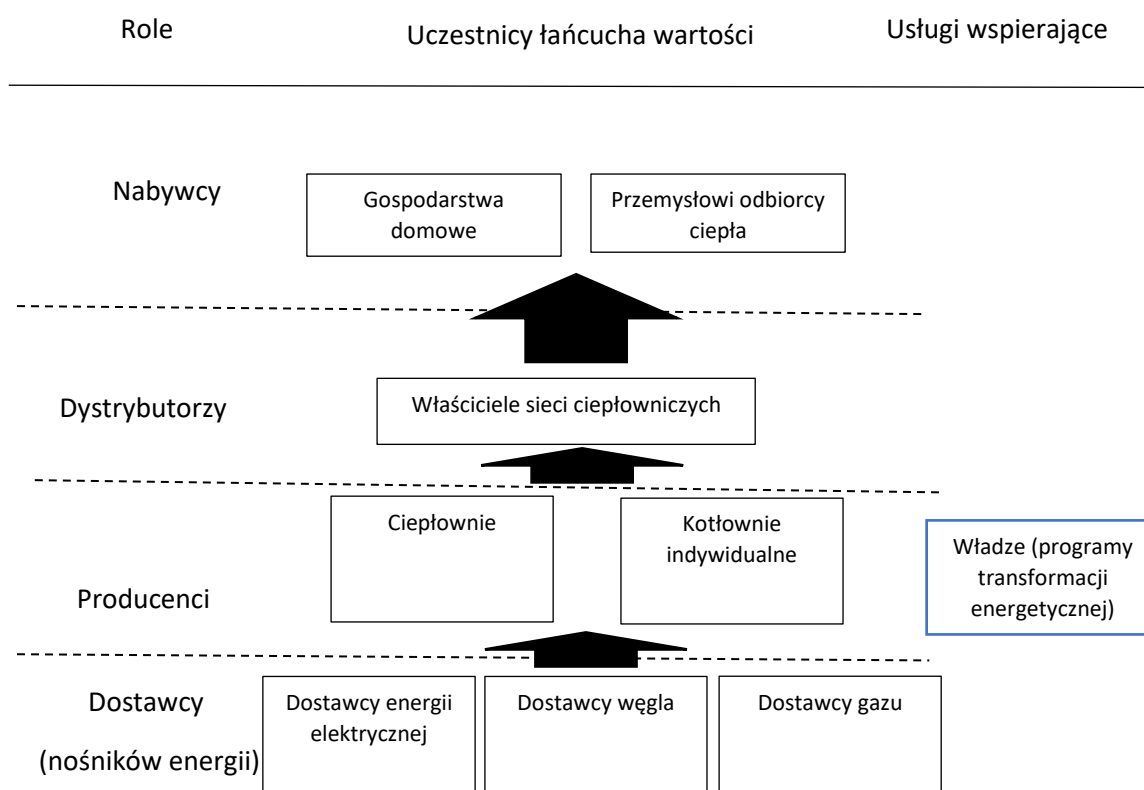 Role
Uczestnicy łańcucha wartości
Usługi wspierające
Nabywcy
Gospodarstwa
domowe
Przemysłowi odbiorcy
ciepła
Dystrybutorzy
Właściciele sieci ciepłowniczych
Producenci
Ciepłownie
Kotłownie
indywidualne
Władze (programy
transformacji
energetycznej)
Dostawcy
(nośników energii)
Dostawcy energii
elektrycznej
Dostawcy węgla
Dostawcy gazu